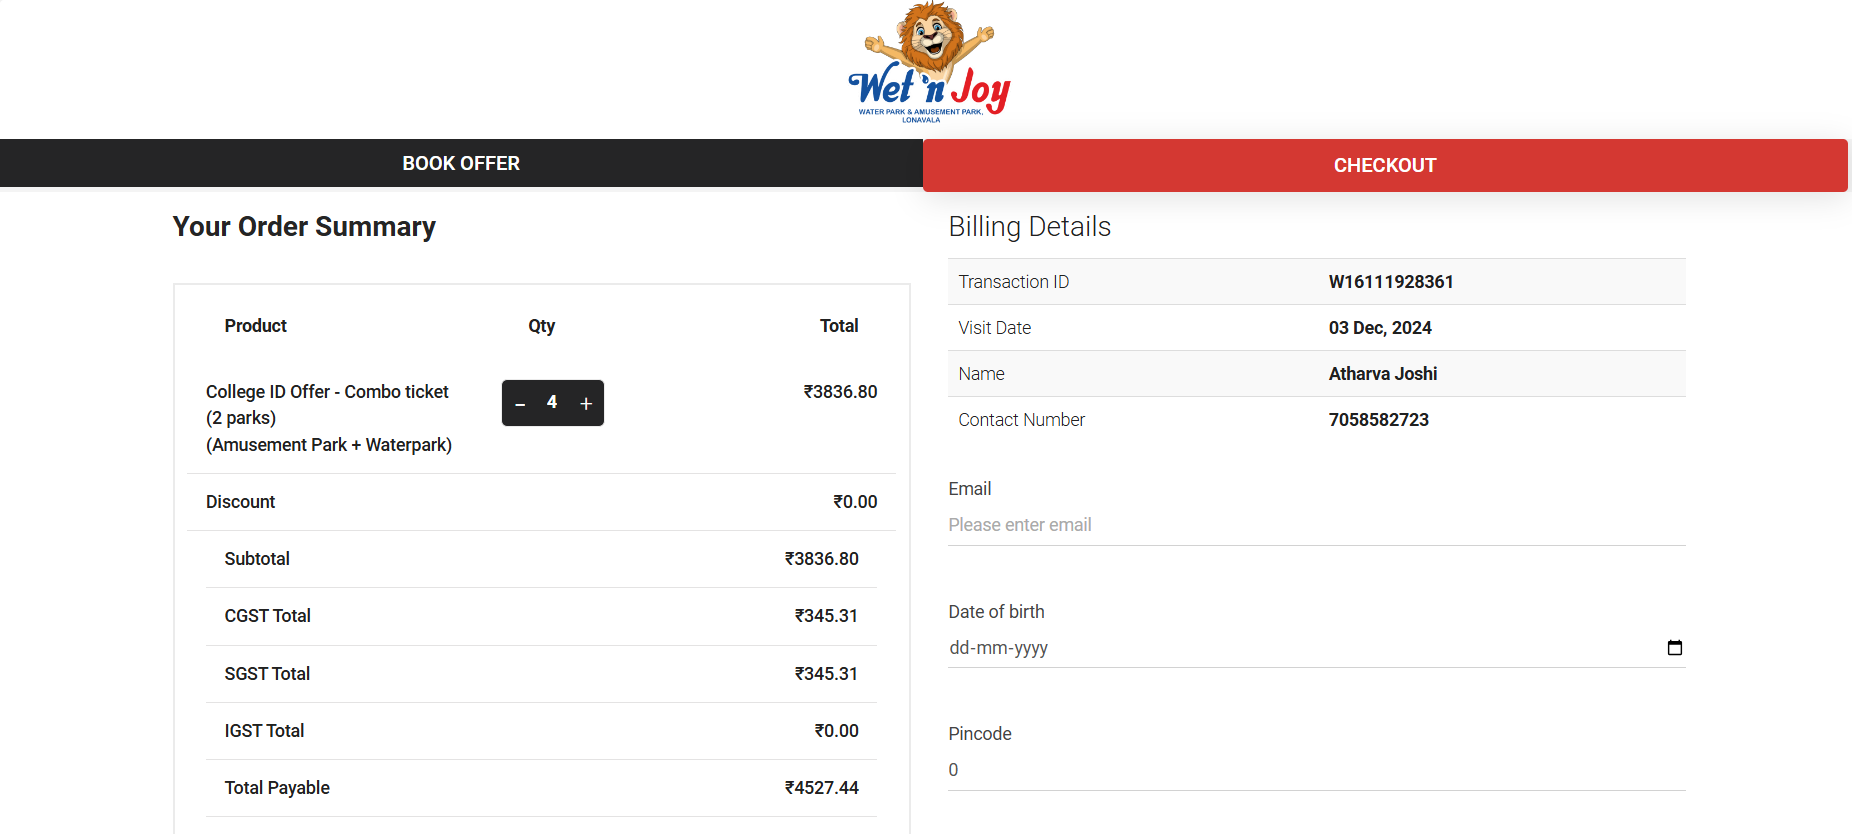 Wet 'n Joy
WATER PARK & AMUSEMENT PARK,
LONAVALA
BOOK OFFER
CHECKOUT
Your Order Summary
Product Qty Total
College ID Offer - Combo ticket
(2 parks)
(Amusement Park + Waterpark)
– 4 +
₹3836.80
Discount ₹0.00
Subtotal ₹3836.80
CGST Total ₹345.31
SGST Total ₹345.31
IGST Total ₹0.00
Total Payable ₹4527.44
Billing Details
Transaction ID W16111928361
Visit Date 03 Dec, 2024
Name Atharva Joshi
Contact Number 7058582723
Email
Please enter email
Date of birth
dd-mm-yyyy
Pincode
0